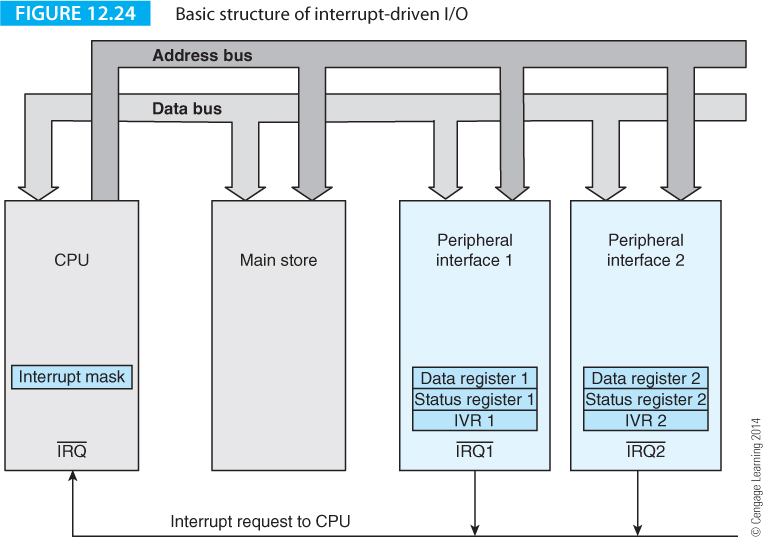 FIGURE 12.24 Basic structure of interrupt-driven I/O
Address bus
Data bus
CPU
Interrupt mask
IRQ
Main store
Peripheral
interface 1
Data register 1
Status register 1
IVR 1
IRQ1
Peripheral
interface 2
Data register 2
Status register 2
IVR 2
IRQ2
Interrupt request to CPU
© Cengage Learning 2014